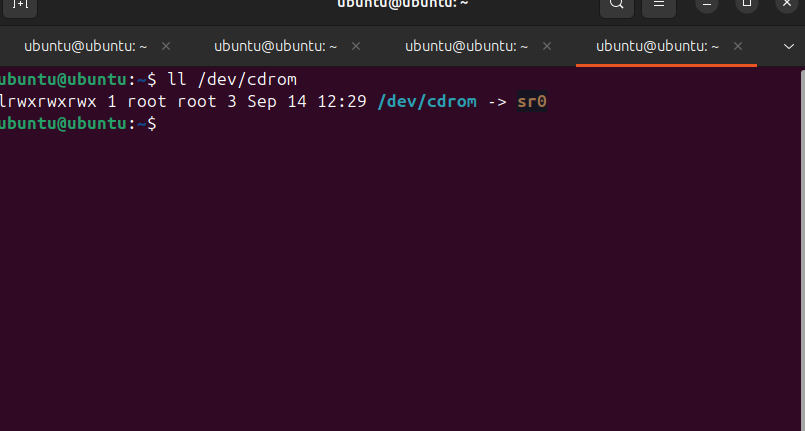 ubuntu@ubuntu: ~
ubuntu@ubuntu: ~ × ubuntu@ubuntu: ~ × ubuntu@ubuntu: ~ × ubuntu@ubuntu: ~ ×
ubuntu@ubuntu:~$ ll /dev/cdrom
lrwxrwxrwx 1 root root 3 Sep 14 12:29 /dev/cdrom -> sr0
ubuntu@ubuntu:~$